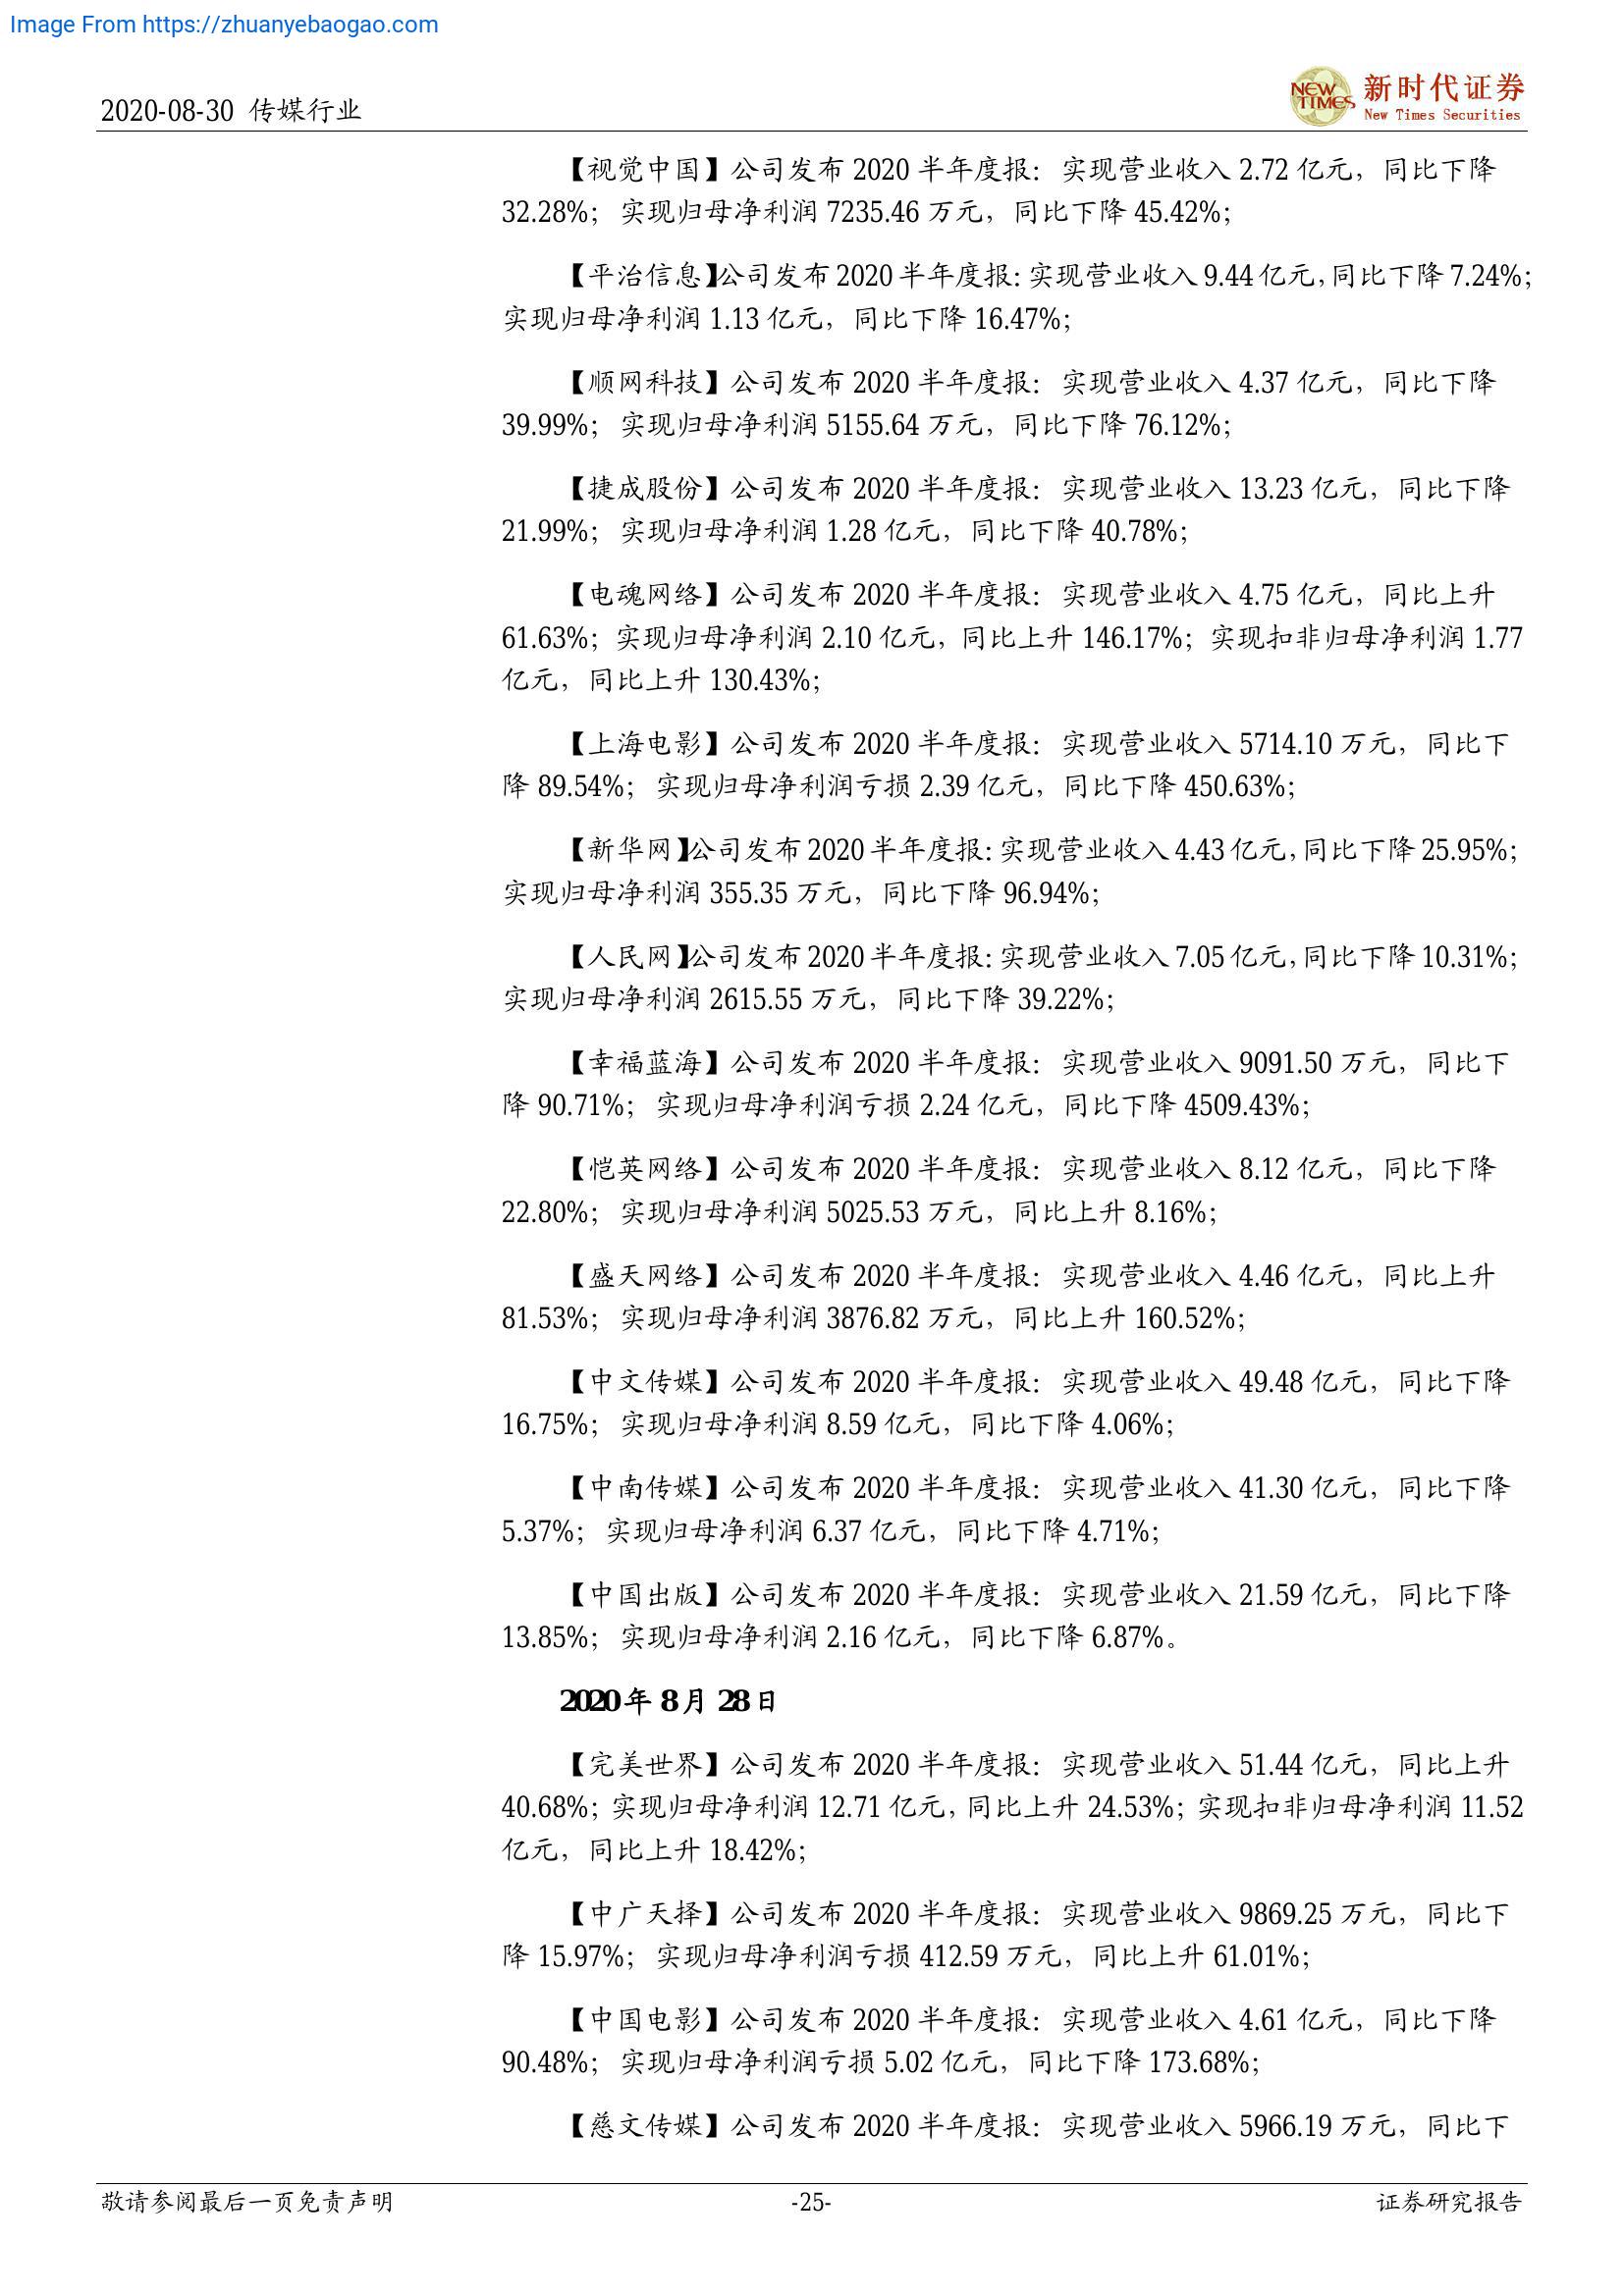 Image From https://zhuanyebaogao.com
2020-08-30 传媒行业
NEW TIMES
新时代证券
New Times Securities
【视觉中国】公司发布 2020 半年度报：实现营业收入 2.72 亿元，同比下降
32.28%；实现归母净利润 7235.46 万元，同比下降 45.42%；
【平治信息】公司发布 2020 半年度报：实现营业收入 9.44 亿元，同比下降 7.24%；
实现归母净利润 1.13 亿元，同比下降 16.47%；
【顺网科技】公司发布 2020 半年度报：实现营业收入 4.37 亿元，同比下降
39.99%；实现归母净利润 5155.64 万元，同比下降 76.12%；
【捷成股份】公司发布 2020 半年度报：实现营业收入 13.23 亿元，同比下降
21.99%；实现归母净利润 1.28 亿元，同比下降 40.78%；
【电魂网络】公司发布 2020 半年度报：实现营业收入 4.75 亿元，同比上升
61.63%；实现归母净利润 2.10 亿元，同比上升 146.17%；实现扣非归母净利润 1.77
亿元，同比上升 130.43%；
【上海电影】公司发布 2020 半年度报：实现营业收入 5714.10 万元，同比下
降 89.54%；实现归母净利润亏损 2.39 亿元，同比下降 450.63%；
【新华网】公司发布 2020 半年度报：实现营业收入 4.43 亿元，同比下降 25.95%；
实现归母净利润 355.35 万元，同比下降 96.94%；
【人民网】公司发布 2020 半年度报：实现营业收入 7.05 亿元，同比下降 10.31%；
实现归母净利润 2615.55 万元，同比下降 39.22%；
【幸福蓝海】公司发布 2020 半年度报：实现营业收入 9091.50 万元，同比下
降 90.71%；实现归母净利润亏损 2.24 亿元，同比下降 4509.43%；
【恺英网络】公司发布 2020 半年度报：实现营业收入 8.12 亿元，同比下降
22.80%；实现归母净利润 5025.53 万元，同比上升 8.16%；
【盛天网络】公司发布 2020 半年度报：实现营业收入 4.46 亿元，同比上升
81.53%；实现归母净利润 3876.82 万元，同比上升 160.52%；
【中文传媒】公司发布 2020 半年度报：实现营业收入 49.48 亿元，同比下降
16.75%；实现归母净利润 8.59 亿元，同比下降 4.06%；
【中南传媒】公司发布 2020 半年度报：实现营业收入 41.30 亿元，同比下降
5.37%；实现归母净利润 6.37 亿元，同比下降 4.71%；
【中国出版】公司发布 2020 半年度报：实现营业收入 21.59 亿元，同比下降
13.85%；实现归母净利润 2.16 亿元，同比下降 6.87%。
2020 年 8 月 28 日
【完美世界】公司发布 2020 半年度报：实现营业收入 51.44 亿元，同比上升
40.68%；实现归母净利润 12.71 亿元，同比上升 24.53%；实现扣非归母净利润 11.52
亿元，同比上升 18.42%；
【中广天择】公司发布 2020 半年度报：实现营业收入 9869.25 万元，同比下
降 15.97%；实现归母净利润亏损 412.59 万元，同比上升 61.01%；
【中国电影】公司发布 2020 半年度报：实现营业收入 4.61 亿元，同比下降
90.48%；实现归母净利润亏损 5.02 亿元，同比下降 173.68%；
【慈文传媒】公司发布 2020 半年度报：实现营业收入 5966.19 万元，同比下
敬请参阅最后一页免责声明
-25-
证券研究报告